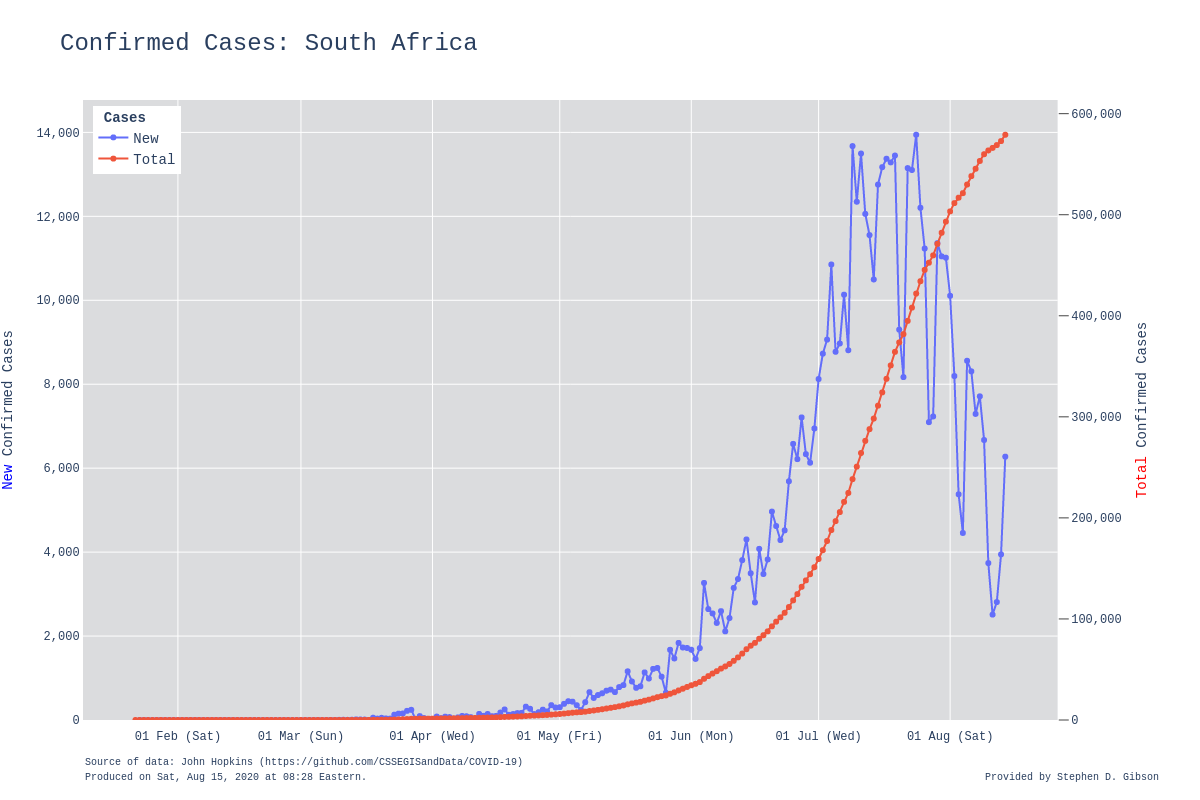 Confirmed Cases: South Africa
Cases
New
Total
14,000
12,000
10,000
8,000
6,000
4,000
2,000
0
New Confirmed Cases
600,000
500,000
400,000
300,000
200,000
100,000
0
Total Confirmed Cases
01 Feb (Sat)
01 Mar (Sun)
01 Apr (Wed)
01 May (Fri)
01 Jun (Mon)
01 Jul (Wed)
01 Aug (Sat)
Source of data: John Hopkins (https://github.com/CSSEGISandData/COVID-19)
Produced on Sat, Aug 15, 2020 at 08:28 Eastern.
Provided by Stephen D. Gibson